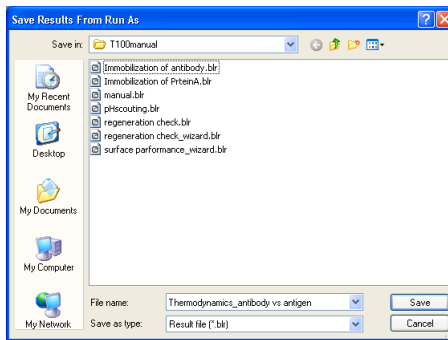 Save Results From Run As
Save in: T100manual
Immobilization of antibody.blr
Immobilization of PrteinA.blr
manual.blr
pHscouting.blr
regeneration check.blr
regeneration check_wizard.blr
surface parformance_wizard.blr
My Recent
Documents
Desktop
My Documents
My Computer
My Network
File name: Thermodynamics_antibody vs antigen Save
Save as type: Result file (*.blr) Cancel